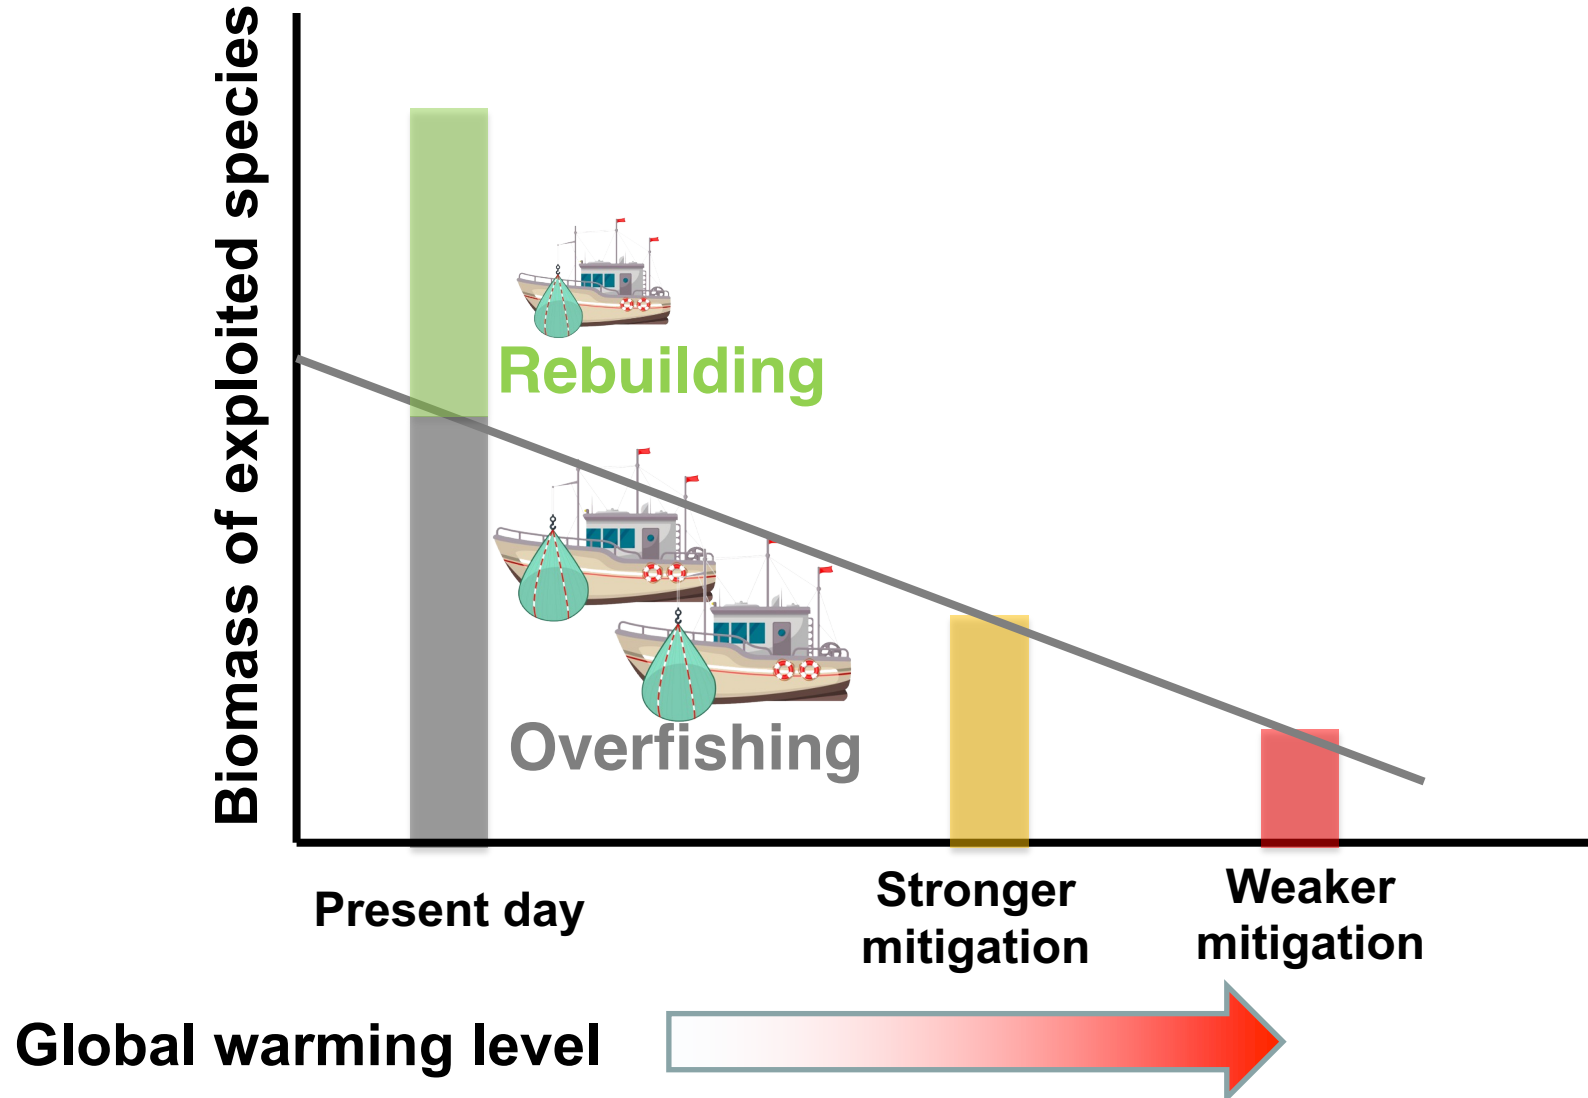 Biomass of exploited species
Rebuilding
Overfishing
Present day
Stronger
mitigation
Weaker
mitigation
Global warming level